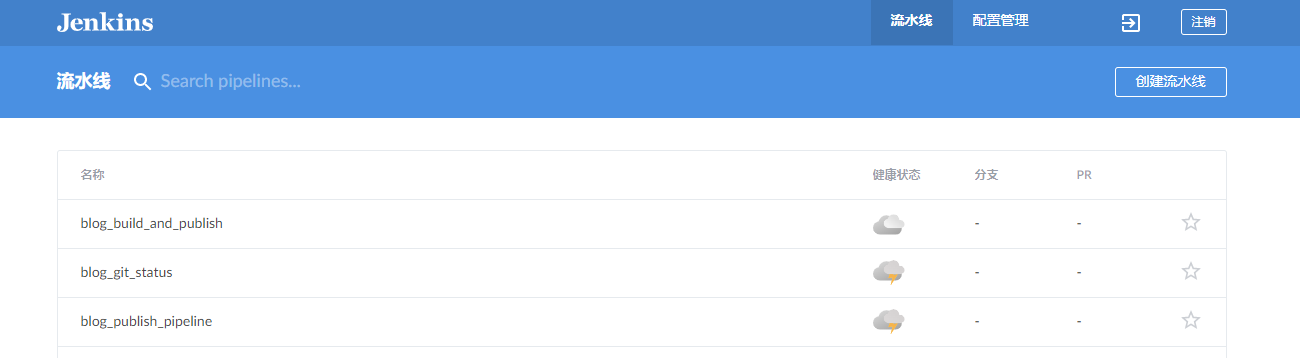 Jenkins 流水线 配置管理 注销
流水线 Search pipelines... 创建流水线
名称 健康状态 分支 PR
blog_build_and_publish - -
blog_git_status - -
blog_publish_pipeline - -